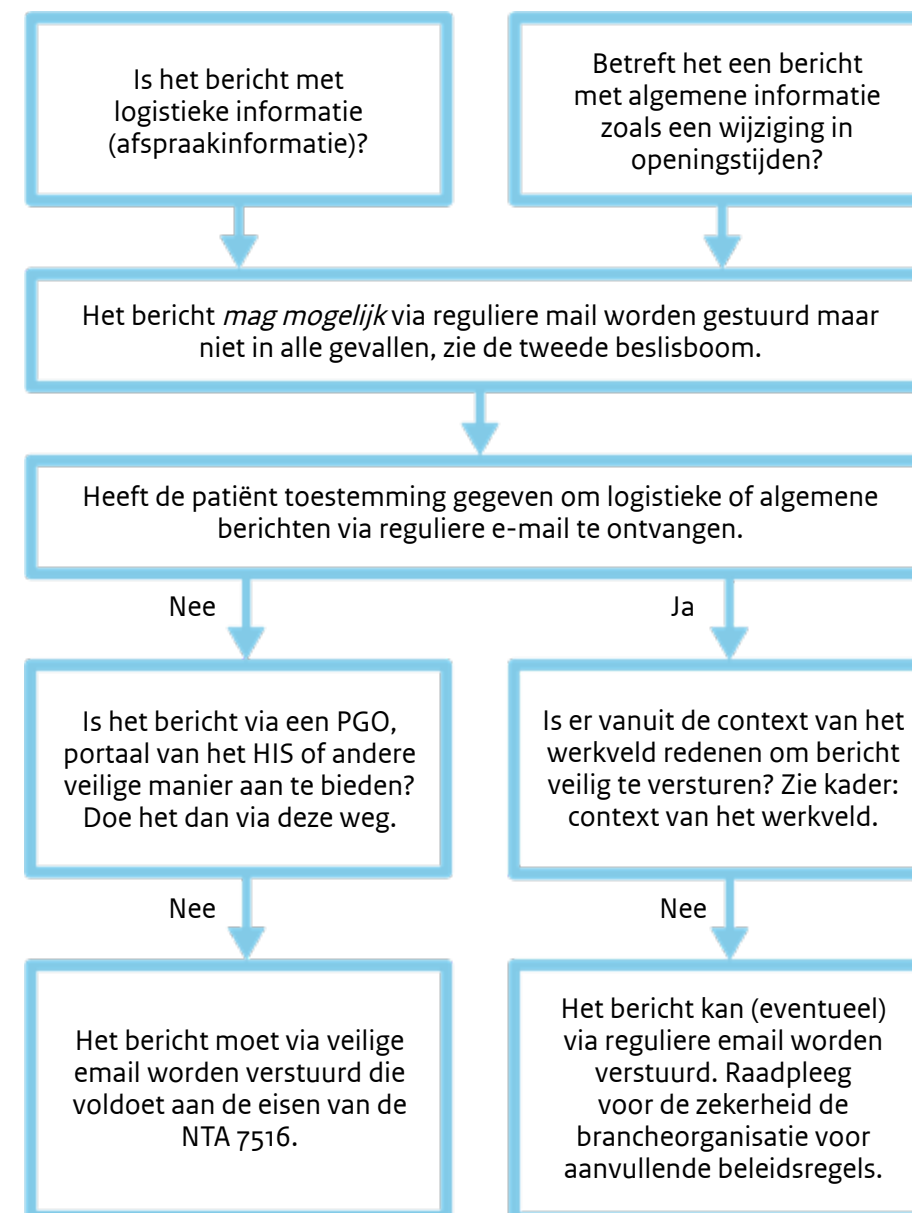 Is het bericht met
logistieke informatie
(afspraakinformatie)?
Betreft het een bericht
met algemene informatie
zoals een wijziging in
openingstijden?
Het bericht mag mogelijk via reguliere mail worden gestuurd maar
niet in alle gevallen, zie de tweede beslisboom.
Heeft de patiënt toestemming gegeven om logistieke of algemene
berichten via reguliere e-mail te ontvangen.
Nee
Ja
Is het bericht via een PGO,
portaal van het HIS of andere
veilige manier aan te bieden?
Doe het dan via deze weg.
Is er vanuit de context van het
werkveld redenen om bericht
veilig te versturen? Zie kader:
context van het werkveld.
Nee
Nee
Het bericht moet via veilige
email worden verstuurd die
voldoet aan de eisen van de
NTA 7516.
Het bericht kan (eventueel)
via reguliere email worden
verstuurd. Raadpleeg
voor de zekerheid de
brancheorganisatie voor
aanvullende beleidsregels.